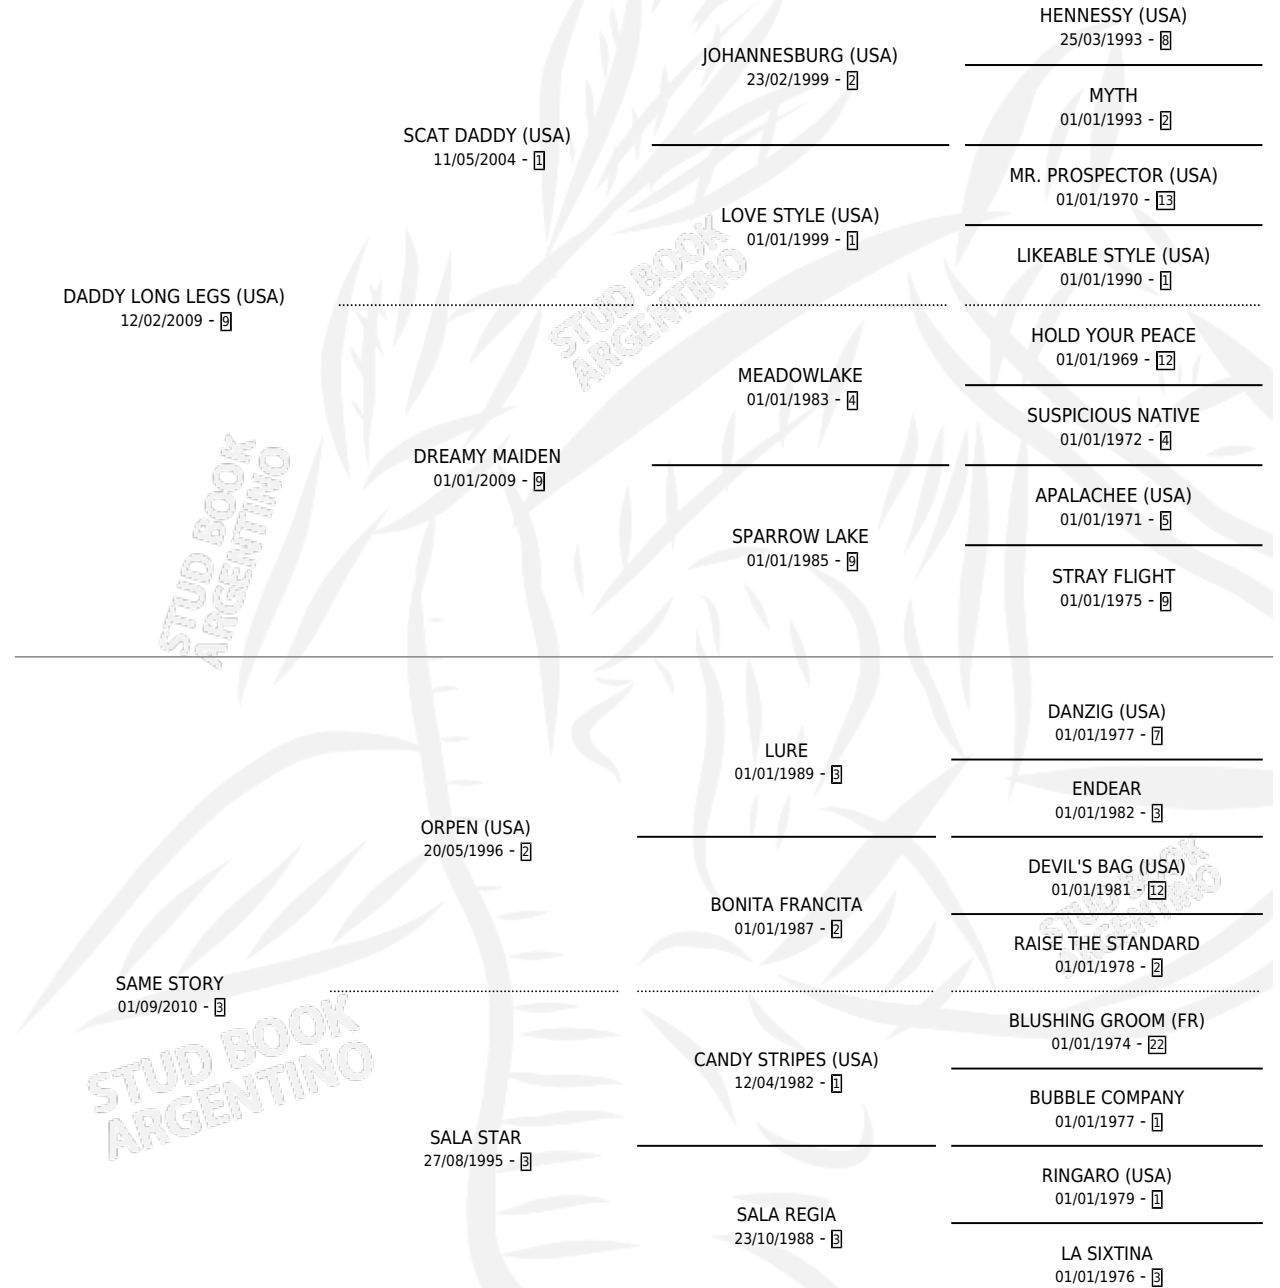 HENNESSY (USA)
25/03/1993 - 8
JOHANNESBURG (USA)
23/02/1999 - 2
MYTH
01/01/1993 - 2
SCAT DADDY (USA)
11/05/2004 - 1
MR. PROSPECTOR (USA)
01/01/1970 - 13
LOVE STYLE (USA)
01/01/1999 - 1
LIKEABLE STYLE (USA)
01/01/1990 - 1
DADDY LONG LEGS (USA)
12/02/2009 - 9
HOLD YOUR PEACE
01/01/1969 - 12
MEADOWLAKE
01/01/1983 - 4
SUSPICIOUS NATIVE
01/01/1972 - 4
DREAMY MAIDEN
01/01/2009 - 9
APALACHEE (USA)
01/01/1971 - 5
SPARROW LAKE
01/01/1985 - 9
STRAY FLIGHT
01/01/1975 - 9
STUD BOOK
ARGENTINO
STUD BOOK
ARGENTINO
DANZIG (USA)
01/01/1977 - 7
LURE
01/01/1989 - 3
ENDEAR
01/01/1982 - 3
ORPEN (USA)
20/05/1996 - 2
DEVIL'S BAG (USA)
01/01/1981 - 12
BONITA FRANCITA
01/01/1987 - 2
RAISE THE STANDARD
01/01/1978 - 2
SAME STORY
01/09/2010 - 3
BLUSHING GROOM (FR)
01/01/1974 - 22
CANDY STRIPES (USA)
12/04/1982 - 1
BUBBLE COMPANY
01/01/1977 - 1
SALA STAR
27/08/1995 - 3
RINGARO (USA)
01/01/1979 - 1
SALA REGIA
23/10/1988 - 3
LA SIXTINA
01/01/1976 - 3
STUD BOOK
ARGENTINO
STUD BOOK
ARGENTINO